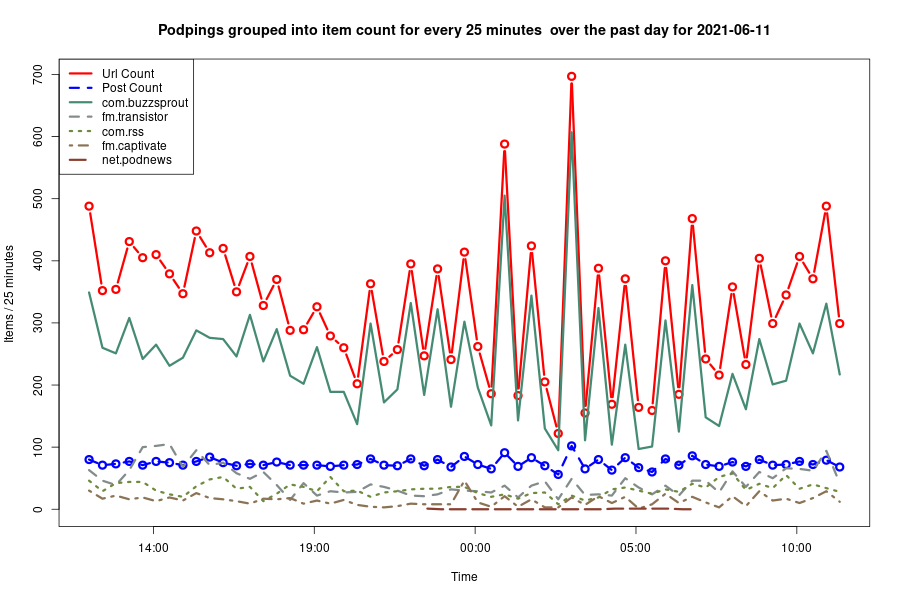 Podpings grouped into item count for every 25 minutes  over the past day for 2021-06-11
Url Count
Post Count
com.buzzsprout
fm.transistor
com.rss
fm.captivate
net.podnews
Items / 25 minutes
700
600
500
400
300
200
100
0
14:00 19:00 00:00 05:00 10:00
Time